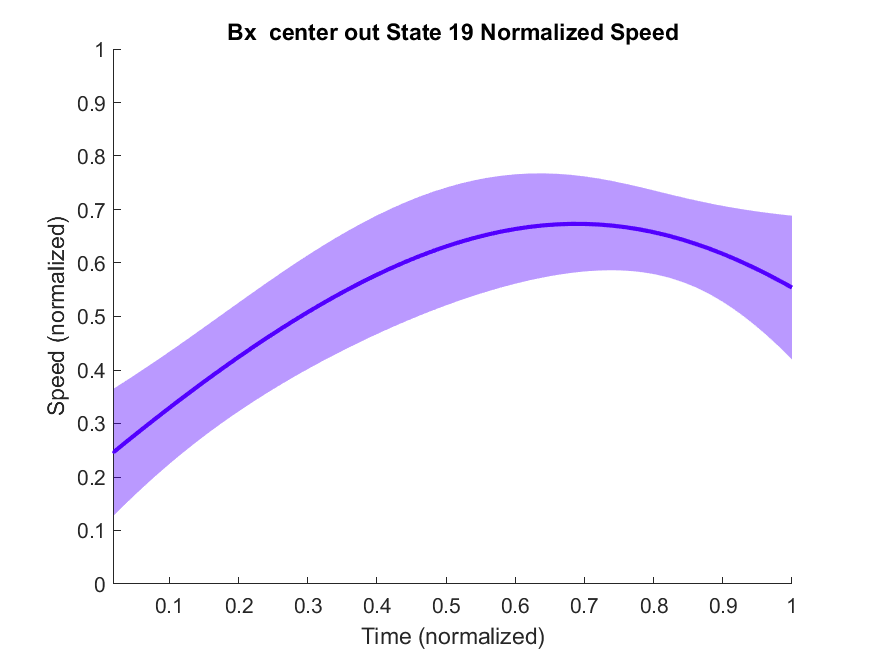 Bx  center out State 19 Normalized Speed
1
0.9
0.8
0.7
0.6
0.5
0.4
0.3
0.2
0.1
0
Speed (normalized)
0.1 0.2 0.3 0.4 0.5 0.6 0.7 0.8 0.9 1
Time (normalized)